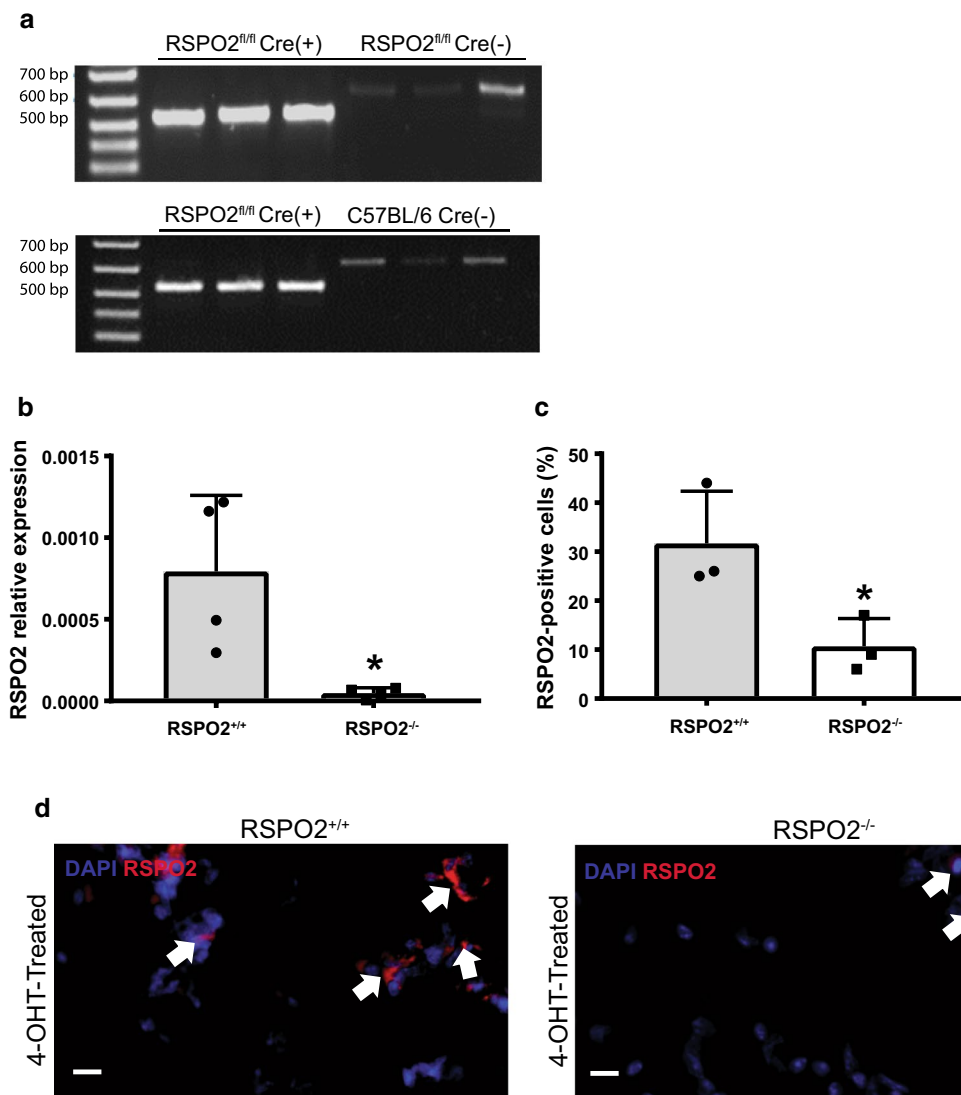 a
RSPO2fl/fl Cre(+) RSPO2fl/fl Cre(-)
700 bp
600 bp
500 bp
RSPO2fl/fl Cre(+) C57BL/6 Cre(-)
700 bp
600 bp
500 bp
b
RSPO2 relative expression
0.0015
0.0010
0.0005
0.0000
*
RSPO2+/+ RSPO2-/-
c
RSPO2-positive cells (%)
50
40
30
20
10
0
*
RSPO2+/+ RSPO2-/-
d
RSPO2+/+
4-OHT-Treated
DAPI RSPO2
RSPO2-/-
4-OHT-Treated
DAPI RSPO2